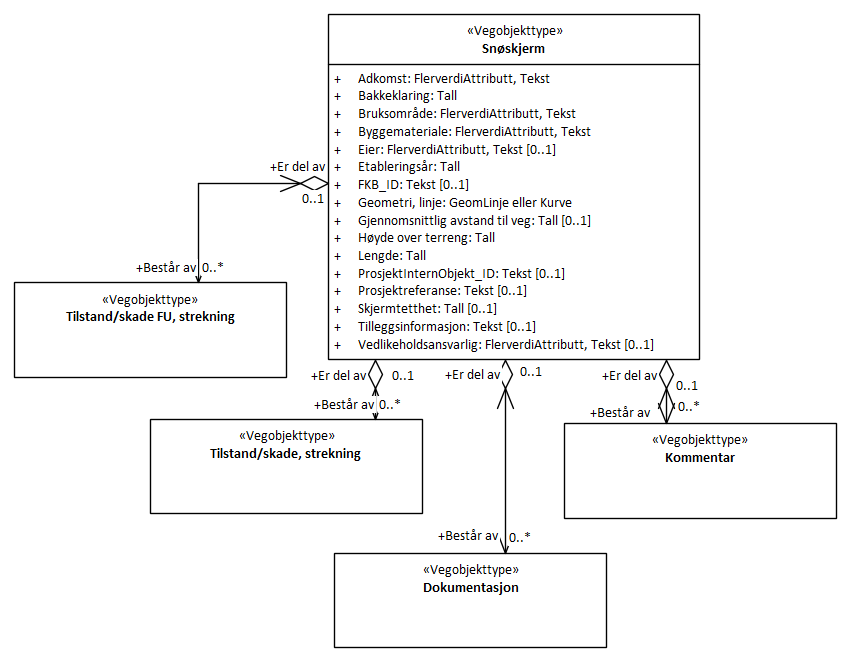 «Vegobjekttype»
Snøskjerm
+ Adkomst: FlerverdiAttributt, Tekst
+ Bakkeklaring: Tall
+ Bruksområde: FlerverdiAttributt, Tekst
+ Byggemateriale: FlerverdiAttributt, Tekst
+ Eier: FlerverdiAttributt, Tekst [0..1]
+ Etableringsår: Tall
+ FKB_ID: Tekst [0..1]
+ Geometri, linje: GeomLinje eller Kurve
+ Gjennomsnittlig avstand til veg: Tall [0..1]
+ Høyde over terreng: Tall
+ Lengde: Tall
+ ProsjektInternObjekt_ID: Tekst [0..1]
+ Prosjektreferanse: Tekst [0..1]
+ Skjermtetthet: Tall [0..1]
+ Tilleggsinformasjon: Tekst [0..1]
+ Vedlikeholdsansvarlig: FlerverdiAttributt, Tekst [0..1]
+Er del av
0..1
+Består av 0..*
«Vegobjekttype»
Tilstand/skade FU, strekning
+Er del av 0..1
+Består av 0..*
«Vegobjekttype»
Tilstand/skade, strekning
+Er del av 0..1
+Består av 0..*
«Vegobjekttype»
Dokumentasjon
+Er del av
0..1
0..*
+Består av
«Vegobjekttype»
Kommentar